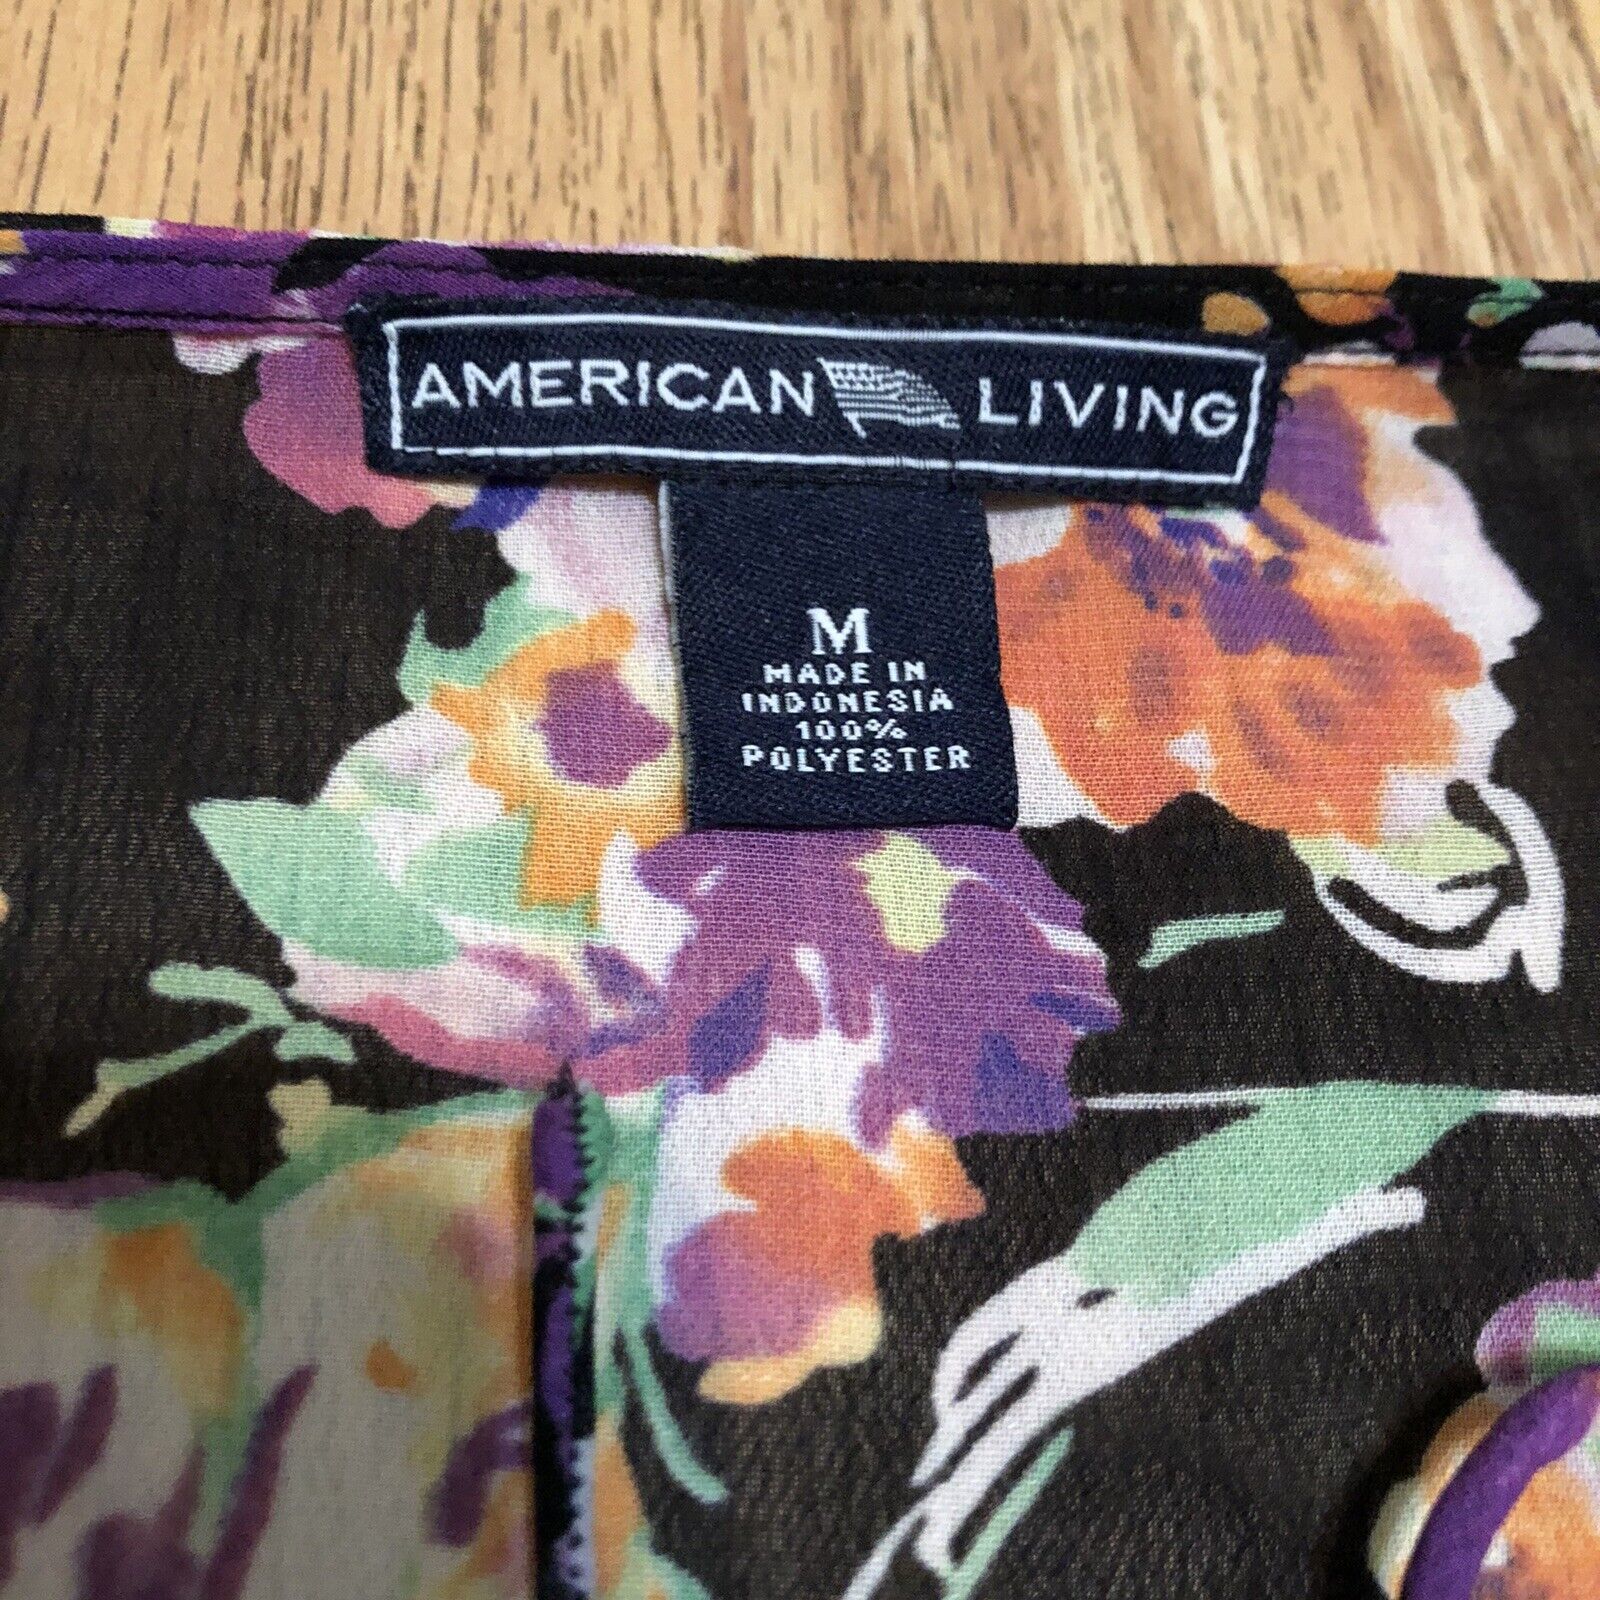 AMERICAN LIVING
M
MADE IN
INDONESIA
100%
POLYESTER